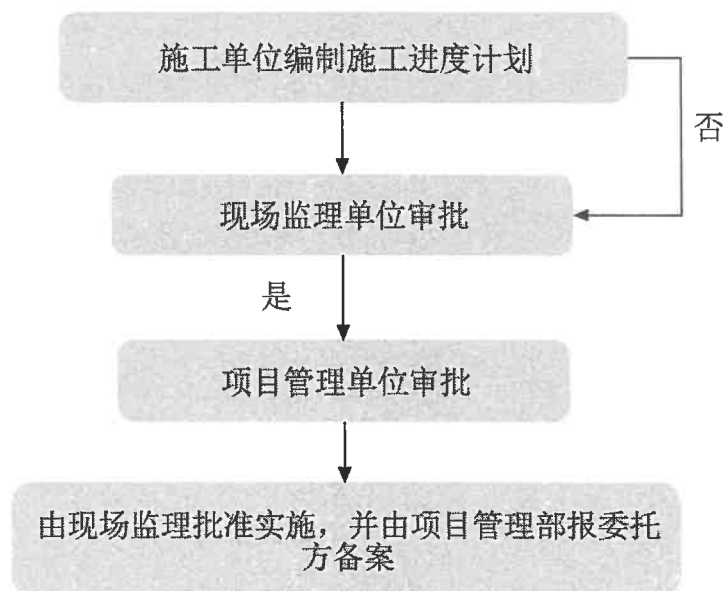 施工单位编制施工进度计划
否
现场监理单位审批
是
项目管理单位审批
由现场监理批准实施，并由项目管理部报委托
方备案